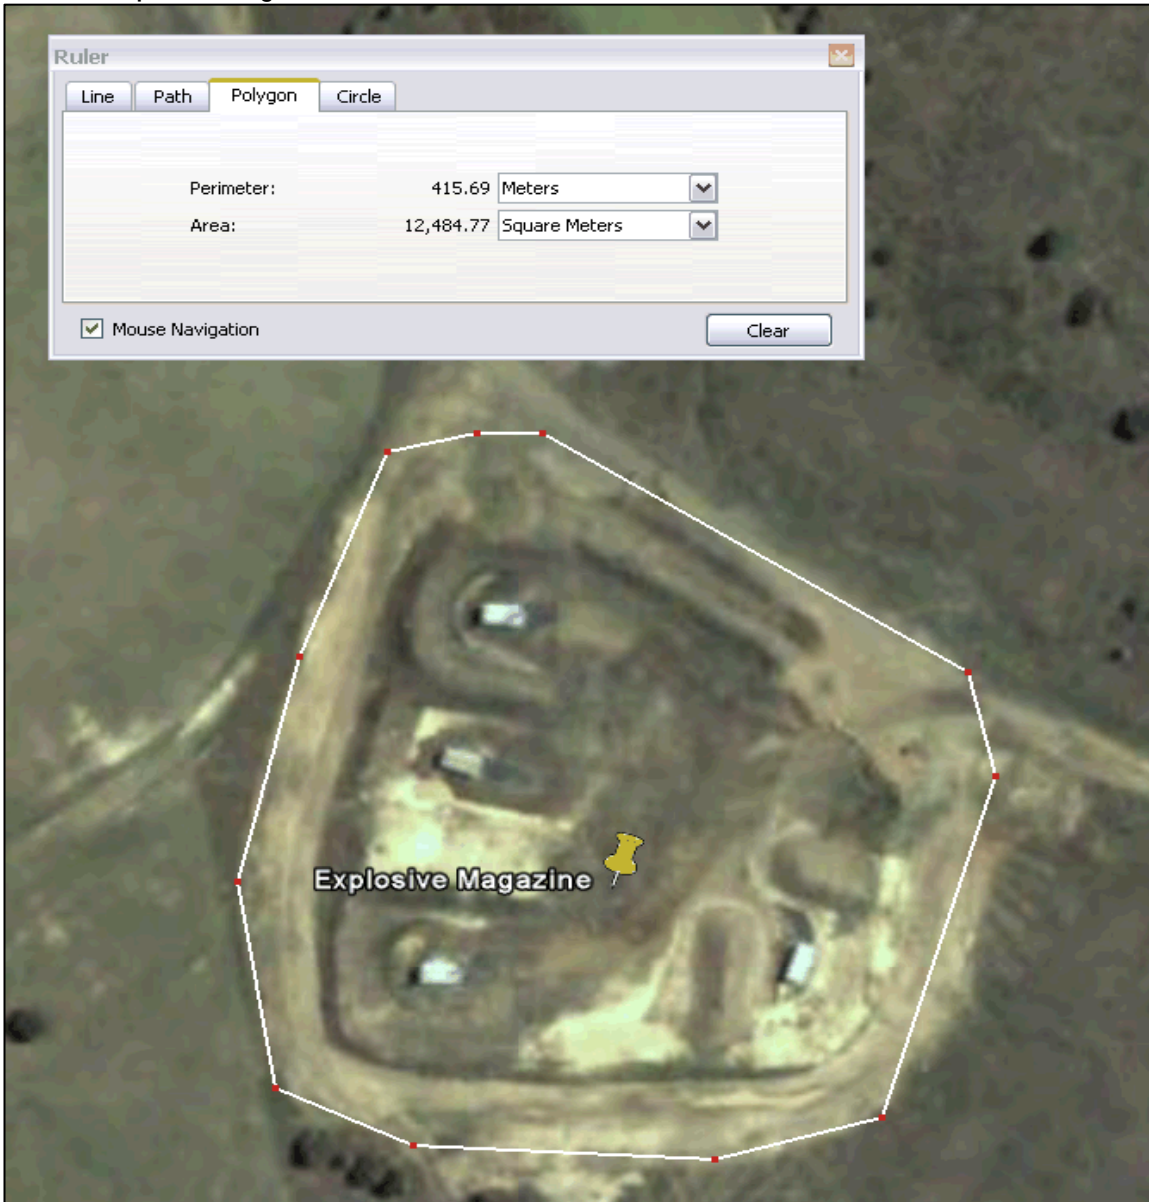 Ruler
Line Path Polygon Circle
Perimeter: 415.69 Meters
Area: 12,484.77 Square Meters
Mouse Navigation Clear
Explosive Magazine